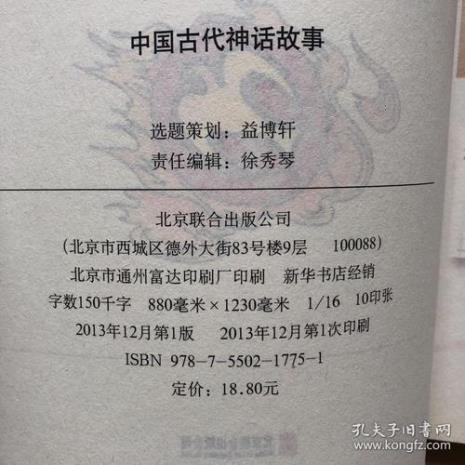 中国古代神话故事
选题策划：益博轩
责任编辑：徐秀琴
北京联合出版公司
(北京市西城区德外大街83号楼9层 100088)
北京市通州富达印刷厂印刷 新华书店经销
字数150千字 880毫米×1230毫米 1/16 10印张
2013年12月第1版 2013年12月第1次印刷
ISBN 978-7-5502-1775-1
定价：18.80元
孔夫子旧书网
www.kongfz.com